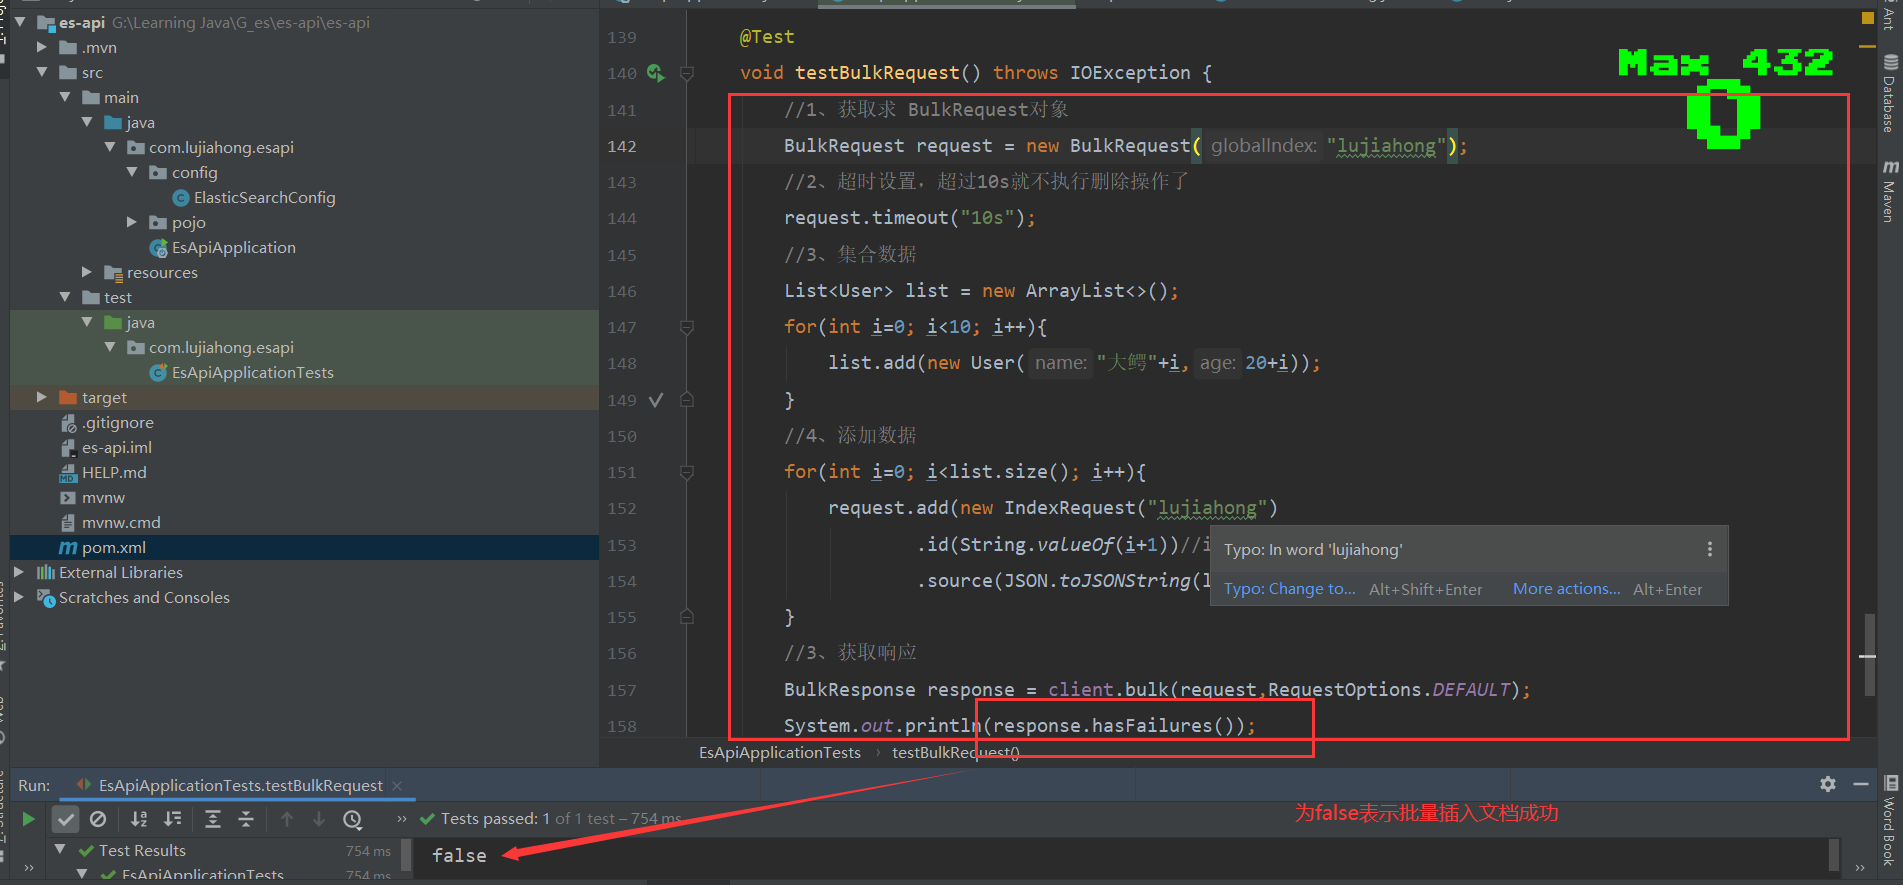 es-api G:\Learning Java\G_es\es-api\es-api
.mvn
src
main
java
com.lujiahong.esapi
config
ElasticSearchConfig
pojo
EsApiApplication
resources
test
java
com.lujiahong.esapi
EsApiApplicationTests
target
.gitignore
es-api.iml
HELP.md
mvnw
mvnw.cmd
pom.xml
External Libraries
Scratches and Consoles
139 @Test
140 void testBulkRequest() throws IOException {
141 //1、获取求 BulkRequest对象
142 BulkRequest request = new BulkRequest( globalIndex: "lujiahong");
143 //2、超时设置，超过10s就不执行删除操作了
144 request.timeout("10s");
145 //3、集合数据
146 List<User> list = new ArrayList<>();
147 for(int i=0; i<10; i++){
148 list.add(new User( name: "大鳄"+i, age: 20+i));
149 }
150 //4、添加数据
151 for(int i=0; i<list.size(); i++){
152 request.add(new IndexRequest("lujiahong")
153 .id(String.valueOf(i+1))//i
154 .source(JSON.toJSONString(l
155 }
156 //3、获取响应
157 BulkResponse response = client.bulk(request,RequestOptions.DEFAULT);
158 System.out.println(response.hasFailures());
Typo: In word 'lujiahong'
Typo: Change to... Alt+Shift+Enter More actions... Alt+Enter
Max 432
0
EsApiApplicationTests › testBulkRequest()
Ant
Database
Maven
Word Book
Run: EsApiApplicationTests.testBulkRequest
Tests passed: 1 of 1 test – 754 ms
为false表示批量插入文档成功
Test Results 754 ms
EsApiApplicationTests 754 ms
false